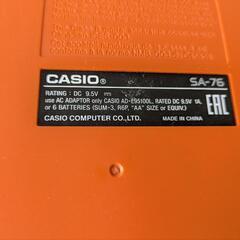 CASIO® SA-76
RATING : DC 9.5V ⎓
use AC ADAPTOR only CASIO AD-E95100L, RATED DC 9.5V 1A,
or 6 BATTERIES (SUM-3, R6P, "AA" SIZE or EQUIV.)
CASIO COMPUTER CO.,LTD. MADE IN CHINA
EAC